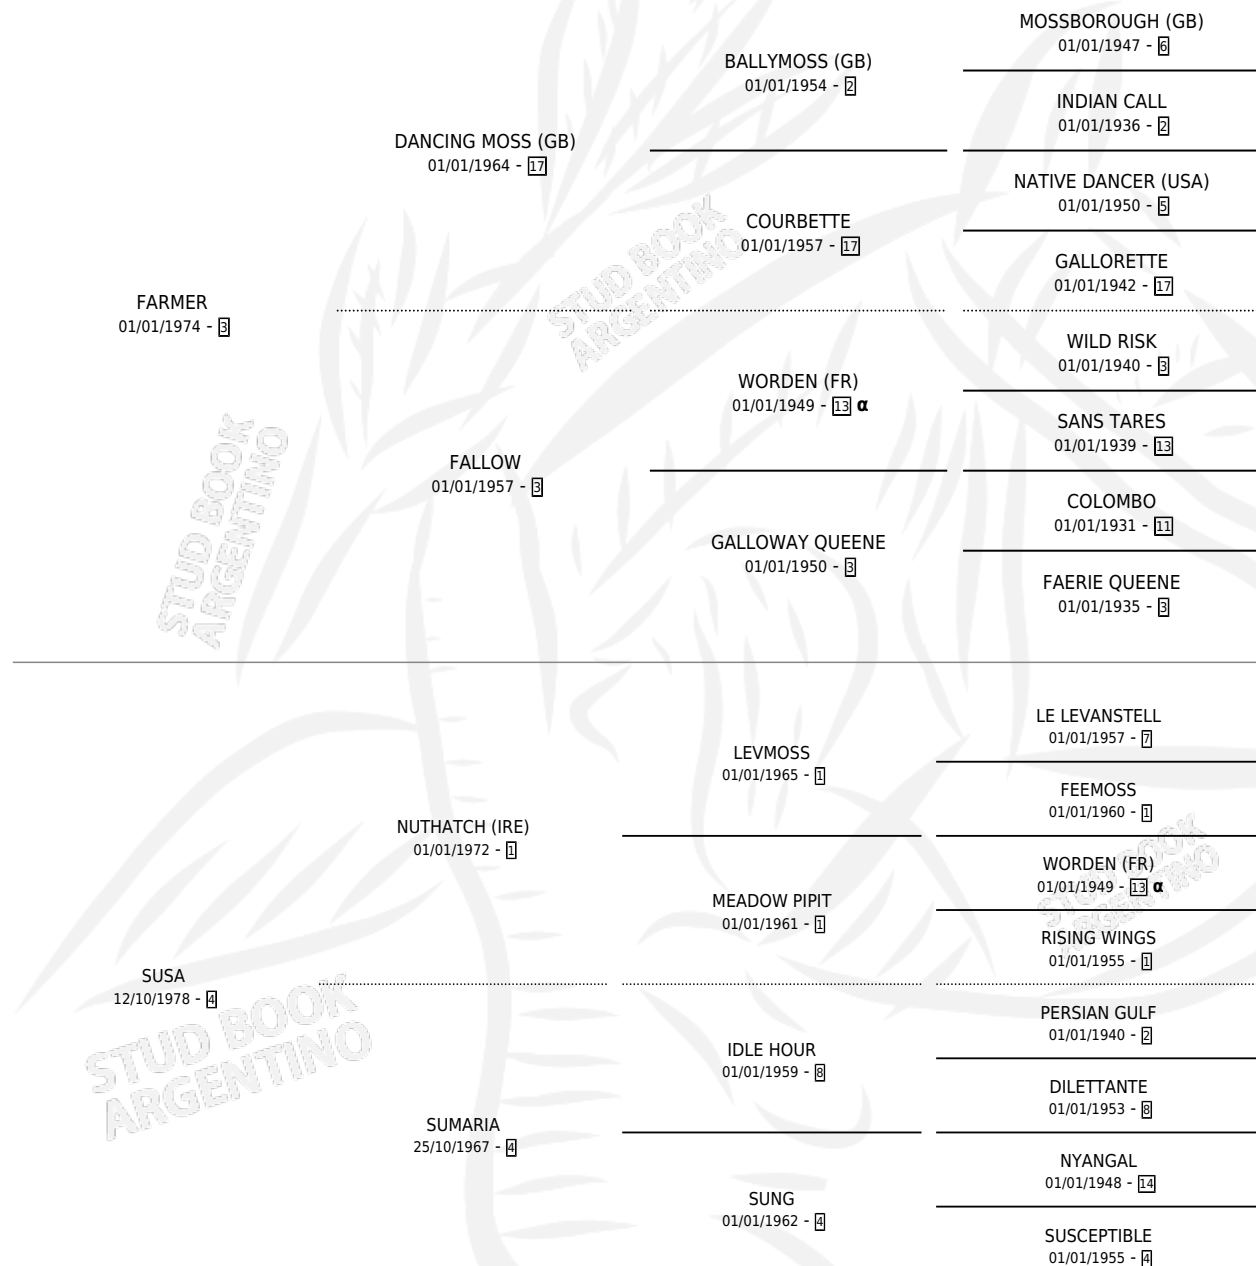 MOSSBOROUGH (GB)
01/01/1947 - 6
BALLYMOSS (GB)
01/01/1954 - 2
INDIAN CALL
01/01/1936 - 2
DANCING MOSS (GB)
01/01/1964 - 17
NATIVE DANCER (USA)
01/01/1950 - 5
COURBETTE
01/01/1957 - 17
GALLORETTE
01/01/1942 - 17
STUD BOOK
ARGENTINO
FARMER
01/01/1974 - 3
WILD RISK
01/01/1940 - 3
WORDEN (FR)
01/01/1949 - 13 α
SANS TARES
01/01/1939 - 13
FALLOW
01/01/1957 - 3
COLOMBO
01/01/1931 - 11
GALLOWAY QUEENE
01/01/1950 - 3
FAERIE QUEENE
01/01/1935 - 3
STUD BOOK
ARGENTINO
LE LEVANSTELL
01/01/1957 - 7
LEVMOSS
01/01/1965 - 1
FEEMOSS
01/01/1960 - 1
NUTHATCH (IRE)
01/01/1972 - 1
WORDEN (FR)
01/01/1949 - 13 α
MEADOW PIPIT
01/01/1961 - 1
RISING WINGS
01/01/1955 - 1
STUD BOOK
ARGENTINO
SUSA
12/10/1978 - 4
PERSIAN GULF
01/01/1940 - 2
IDLE HOUR
01/01/1959 - 8
DILETTANTE
01/01/1953 - 8
STUD BOOK
ARGENTINO
SUMARIA
25/10/1967 - 4
NYANGAL
01/01/1948 - 14
SUNG
01/01/1962 - 4
SUSCEPTIBLE
01/01/1955 - 4